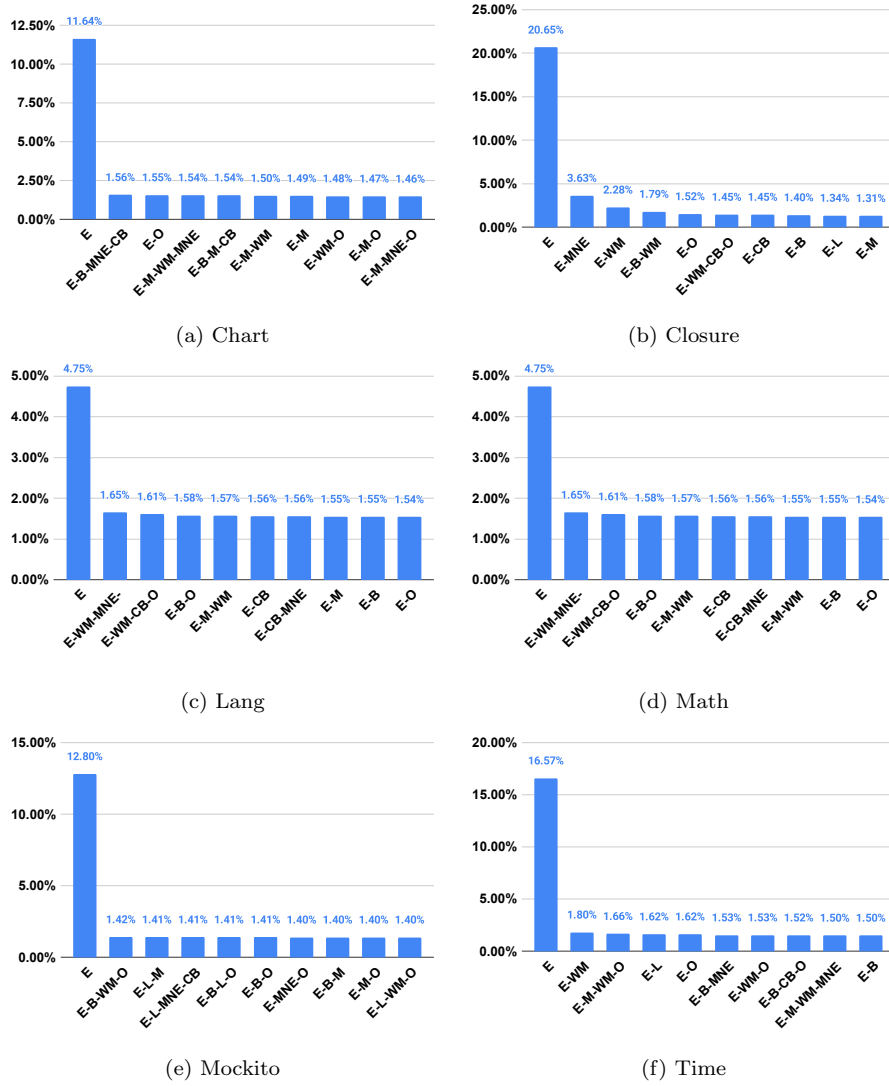 12.50%
10.00%
7.50%
5.00%
2.50%
0.00%
11.64%
1.56%
1.55%
1.54%
1.54%
1.50%
1.49%
1.48%
1.47%
1.46%
E
E-B-MNE-CB
E-O
E-M-WM-MNE
E-B-M-CB
E-M-WM
E-M
E-WM-O
E-M-O
E-M-MNE-O
(a) Chart
25.00%
20.00%
15.00%
10.00%
5.00%
0.00%
20.65%
3.63%
2.28%
1.79%
1.52%
1.45%
1.45%
1.40%
1.34%
1.31%
E
E-MNE
E-WM
E-B-WM
E-O
E-WM-CB-O
E-CB
E-B
E-L
E-M
(b) Closure
5.00%
4.00%
3.00%
2.00%
1.00%
0.00%
4.75%
1.65%
1.61%
1.58%
1.57%
1.56%
1.56%
1.55%
1.55%
1.54%
E
E-WM-MNE-
E-WM-CB-O
E-B-O
E-M-WM
E-CB
E-CB-MNE
E-M
E-B
E-O
(c) Lang
5.00%
4.00%
3.00%
2.00%
1.00%
0.00%
4.75%
1.65%
1.61%
1.58%
1.57%
1.56%
1.56%
1.55%
1.55%
1.54%
E
E-WM-MNE-
E-WM-CB-O
E-B-O
E-M-WM
E-CB
E-CB-MNE
E-M-WM
E-B
E-O
(d) Math
15.00%
10.00%
5.00%
0.00%
12.80%
1.42%
1.41%
1.41%
1.41%
1.41%
1.40%
1.40%
1.40%
1.40%
E
E-B-WM-O
E-L-M
E-L-MNE-CB
E-B-L-O
E-B-O
E-MNE-O
E-B-M
E-M-O
E-L-WM-O
(e) Mockito
20.00%
15.00%
10.00%
5.00%
0.00%
16.57%
1.80%
1.66%
1.62%
1.62%
1.53%
1.53%
1.52%
1.50%
1.50%
E
E-WM
E-M-WM-O
E-L
E-O
E-B-MNE
E-WM-O
E-B-CB-O
E-M-WM-MNE
E-B
(f) Time